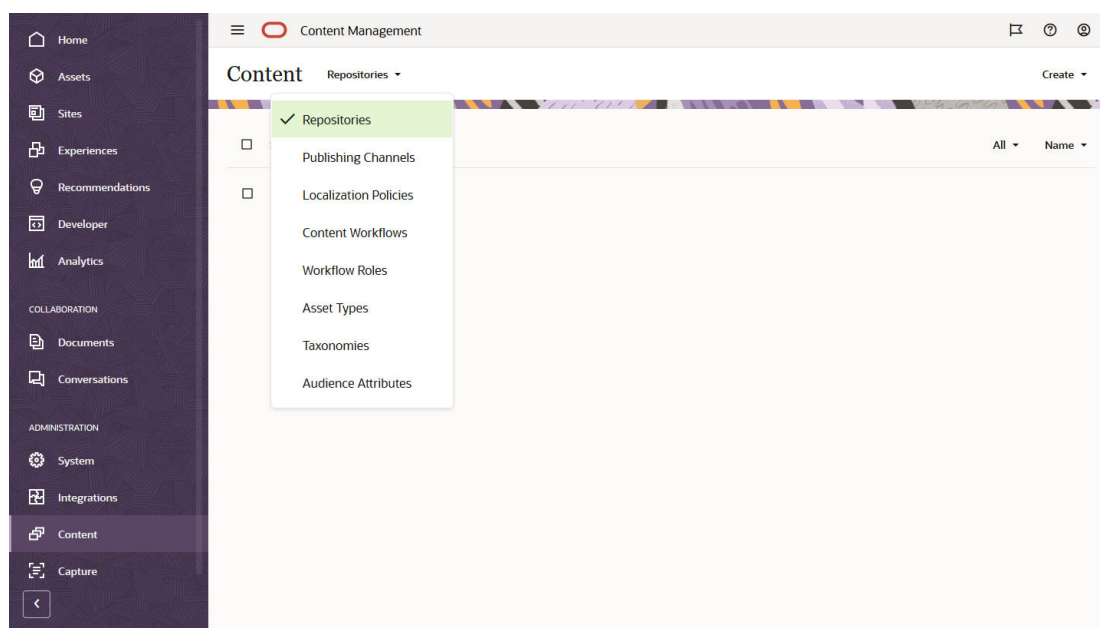 Home
Assets
Sites
Experiences
Recommendations
Developer
Analytics
COLLABORATION
Documents
Conversations
ADMINISTRATION
System
Integrations
Content
Capture
Content Management
Content Repositories
Create
Repositories
Publishing Channels
Localization Policies
Content Workflows
Workflow Roles
Asset Types
Taxonomies
Audience Attributes
All Name